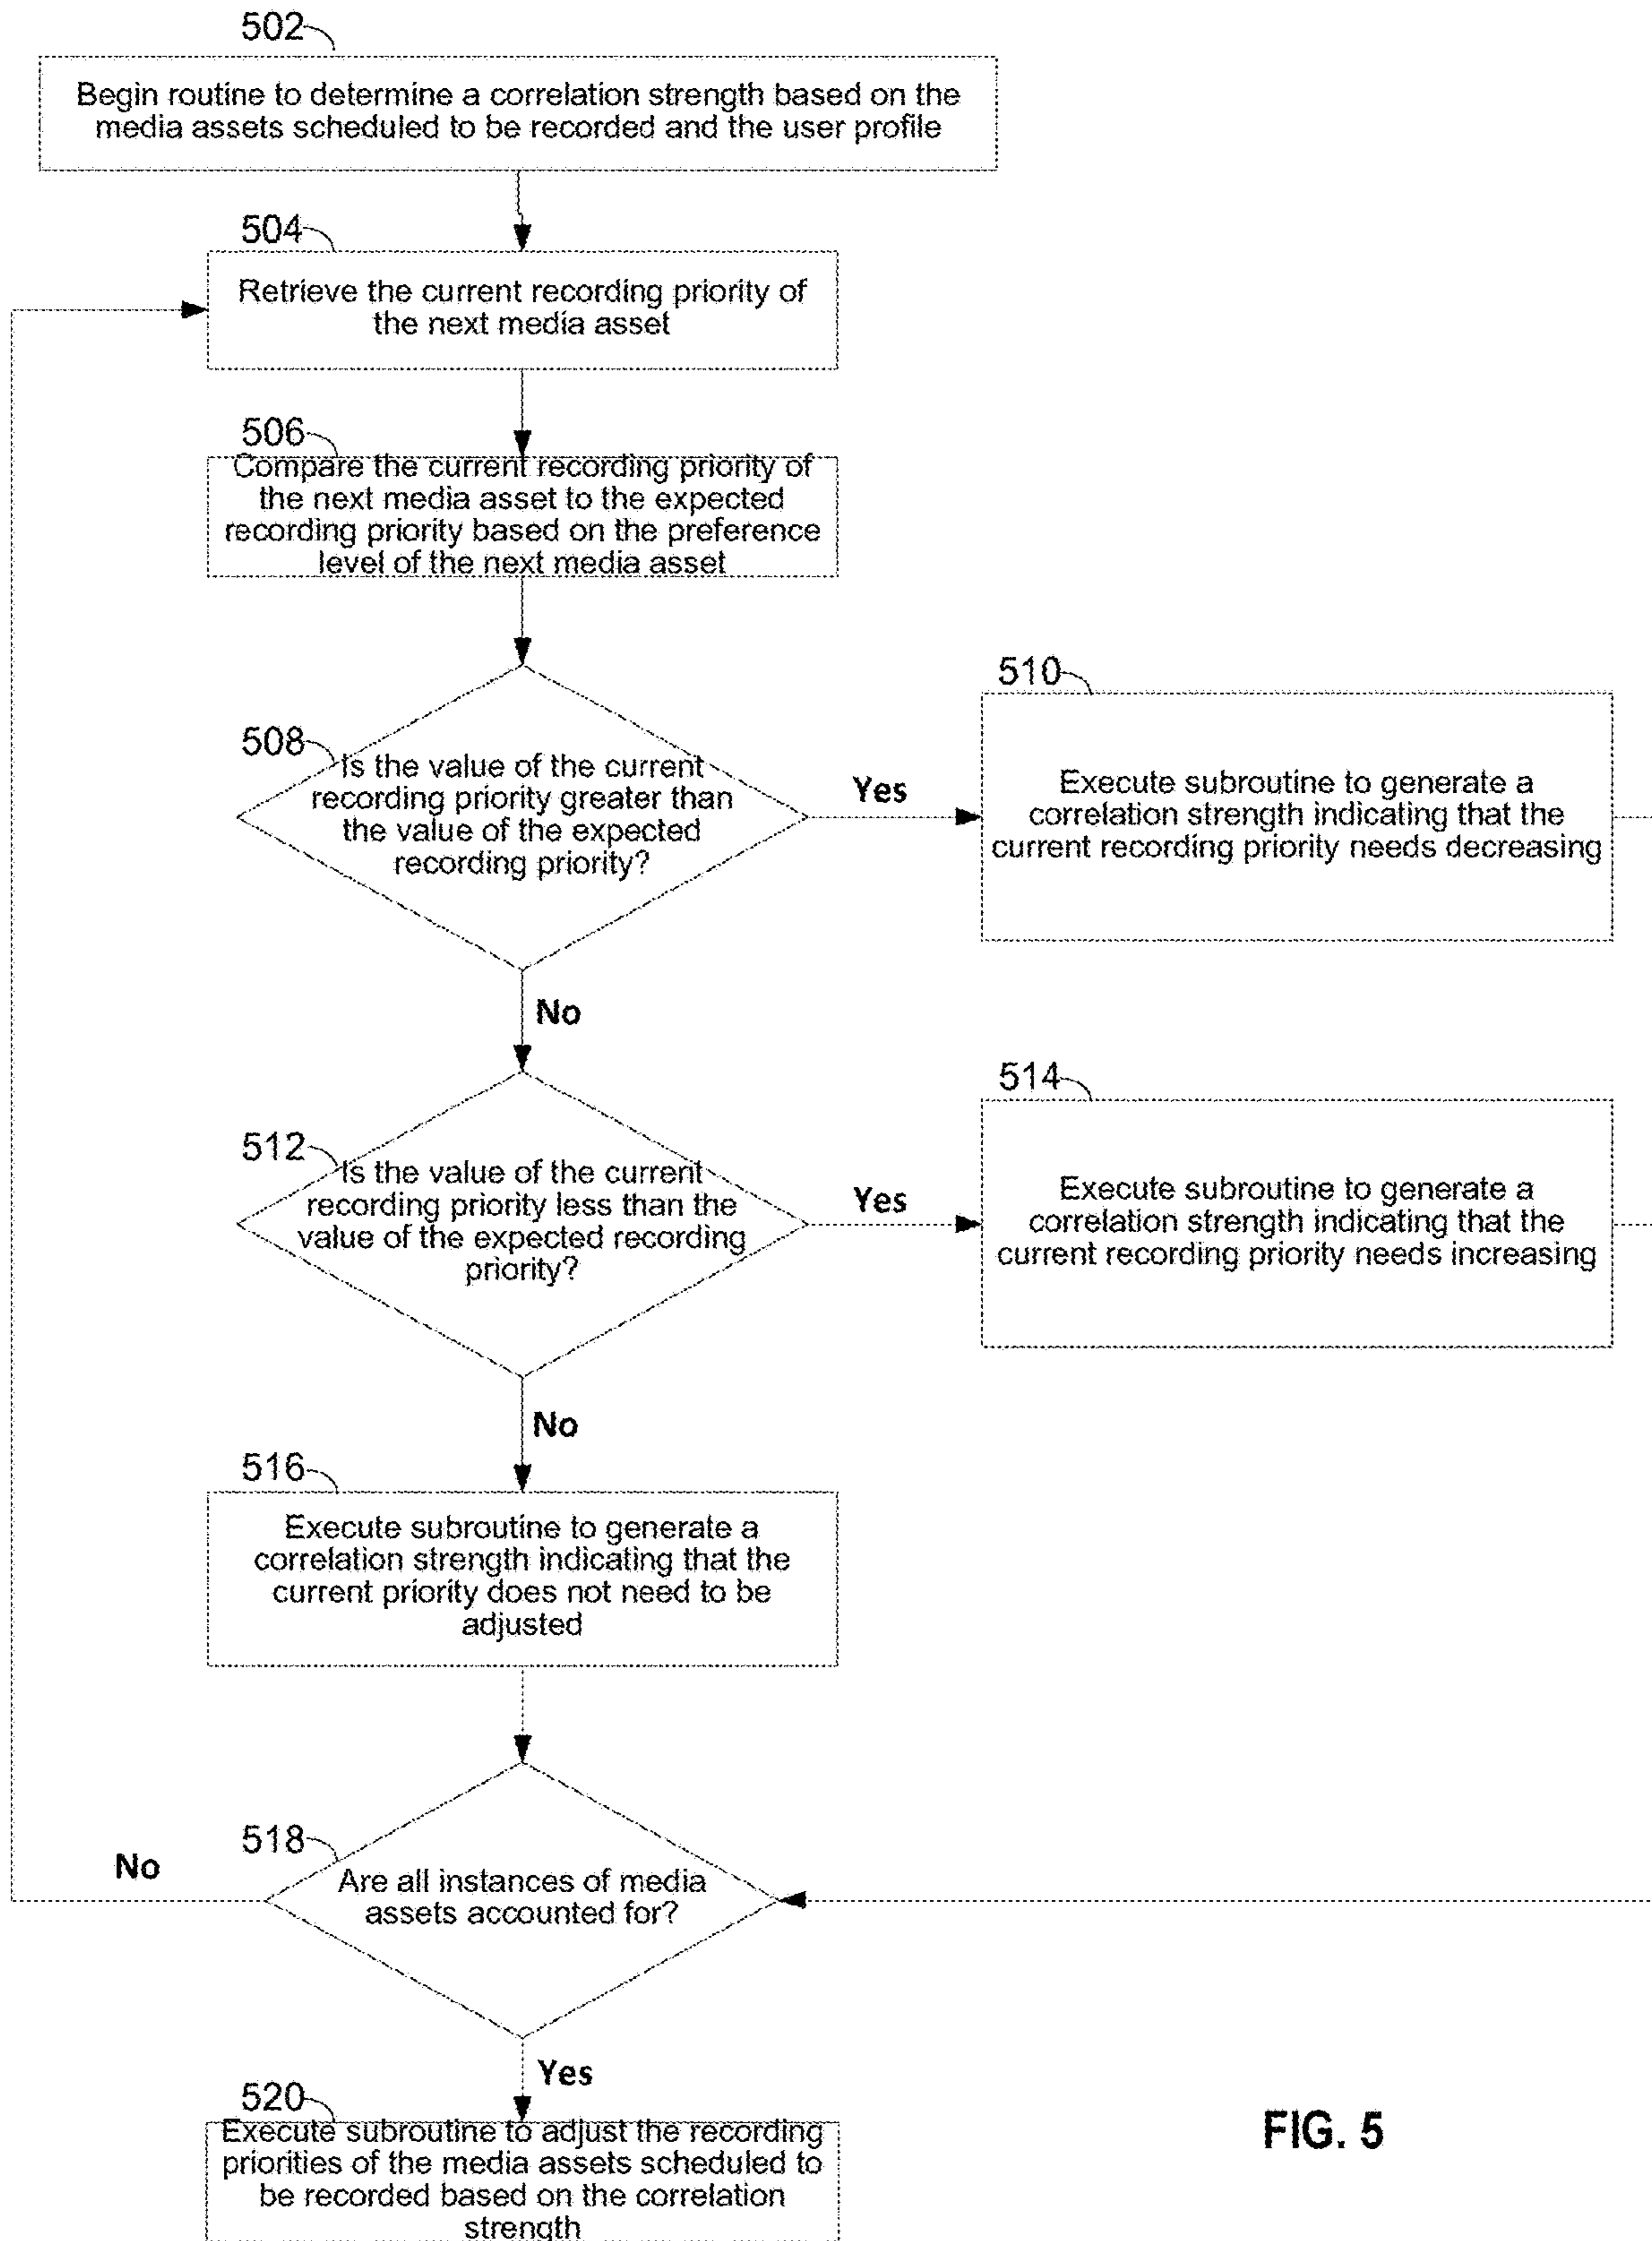 502
Begin routine to determine a correlation strength based on the
media assets scheduled to be recorded and the user profile
504
Retrieve the current recording priority of
the next media asset
506
Compare the current recording priority of
the next media asset to the expected
recording priority based on the preference
level of the next media asset
508
Is the value of the current
recording priority greater than
the value of the expected
recording priority?
Yes
510
Execute subroutine to generate a
correlation strength indicating that the
current recording priority needs decreasing
No
512
Is the value of the current
recording priority less than the
value of the expected recording
priority?
Yes
514
Execute subroutine to generate a
correlation strength indicating that the
current recording priority needs increasing
No
516
Execute subroutine to generate a
correlation strength indicating that the
current priority does not need to be
adjusted
518
Are all instances of media
assets accounted for?
No
Yes
520
Execute subroutine to adjust the recording
priorities of the media assets scheduled to
be recorded based on the correlation
strength
FIG. 5